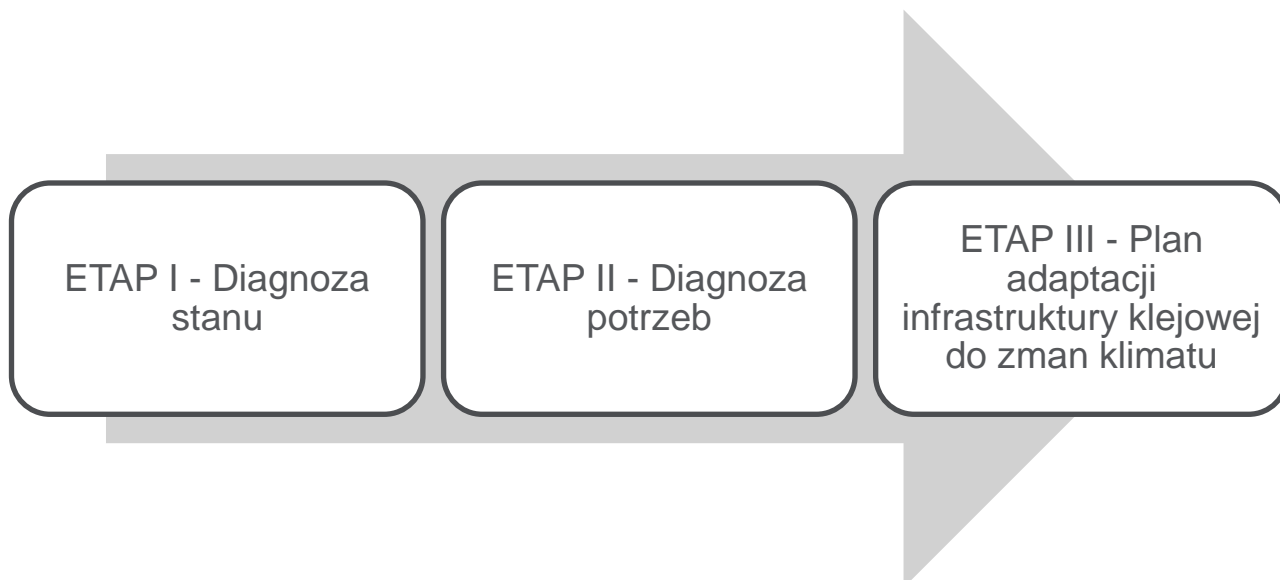 ETAP I - Diagnoza
stanu
ETAP II - Diagnoza
potrzeb
ETAP III - Plan
adaptacji
infrastruktury klejowej
do zman klimatu